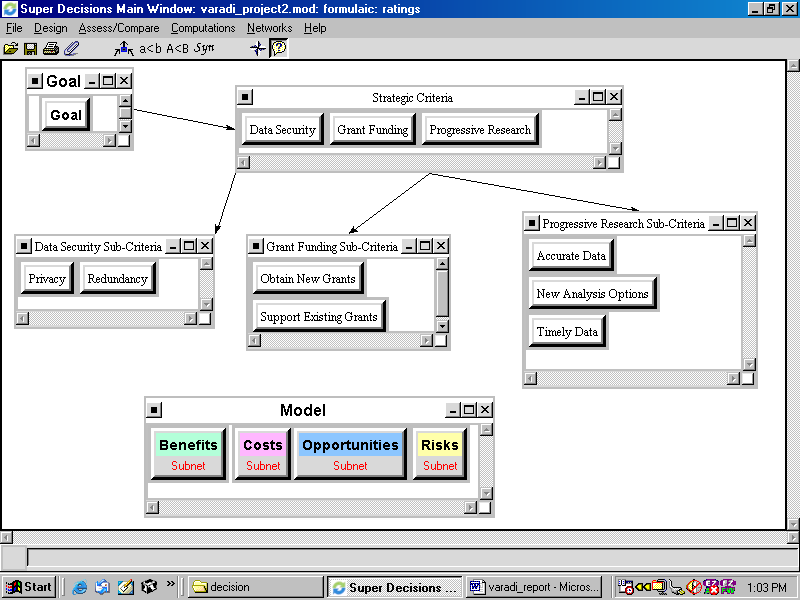 Super Decisions Main Window: varadi_project2.mod: formulaic: ratings
File Design Assess/Compare Computations Networks Help
a<b A<B Syn
Goal
Goal
Strategic Criteria
Data Security Grant Funding Progressive Research
Progressive Research Sub-Criteria
Accurate Data
New Analysis Options
Timely Data
Data Security Sub-Criteria
Privacy Redundancy
Grant Funding Sub-Criteria
Obtain New Grants
Support Existing Grants
Model
Benefits Costs Opportunities Risks
Subnet Subnet Subnet Subnet
Start decision Super Decisions ... varadi_report - Micros... 1:03 PM